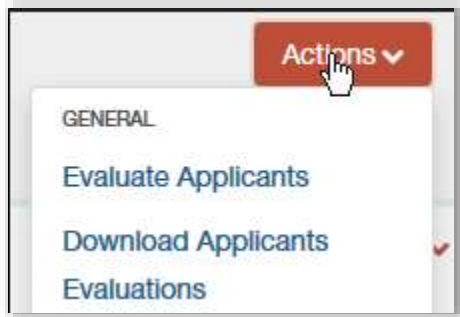 Actions
GENERAL
Evaluate Applicants
Download Applicants
Evaluations